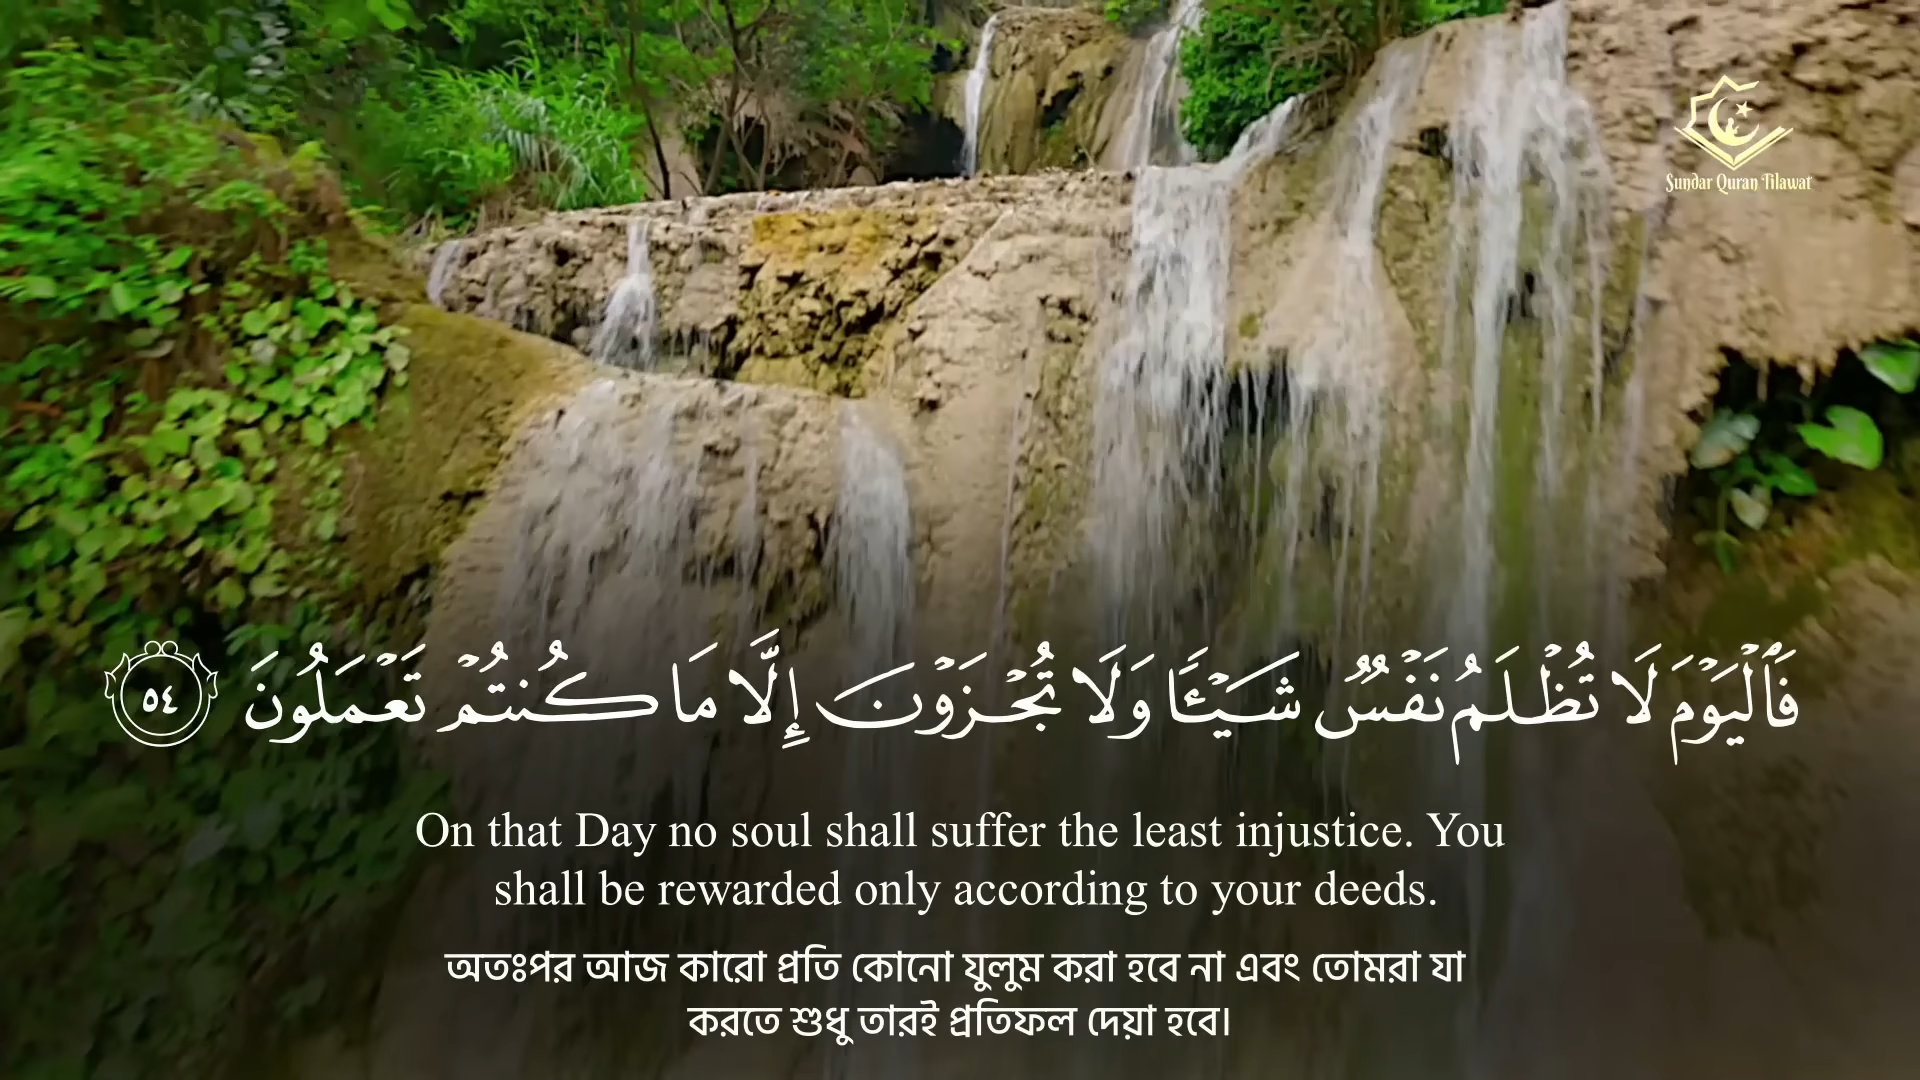 Sundar Quran Tilawat
فَٱلْيَوْمَ لَا تُظْلَمُ نَفْسٌ شَيْـًٔا وَلَا تُجْزَوْنَ إِلَّا مَا كُنتُمْ تَعْمَلُونَ ٥٤
On that Day no soul shall suffer the least injustice. You
shall be rewarded only according to your deeds.
অতঃপর আজ কারো প্রতি কোনো যুলুম করা হবে না এবং তোমরা যা
করতে শুধু তারই প্রতিফল দেয়া হবে।